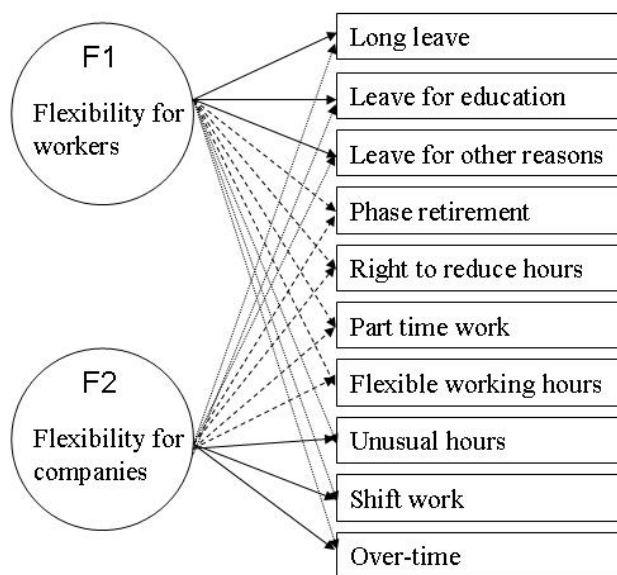 F1
Flexibility for
workers
F2
Flexibility for
companies
Long leave
Leave for education
Leave for other reasons
Phase retirement
Right to reduce hours
Part time work
Flexible working hours
Unusual hours
Shift work
Over-time